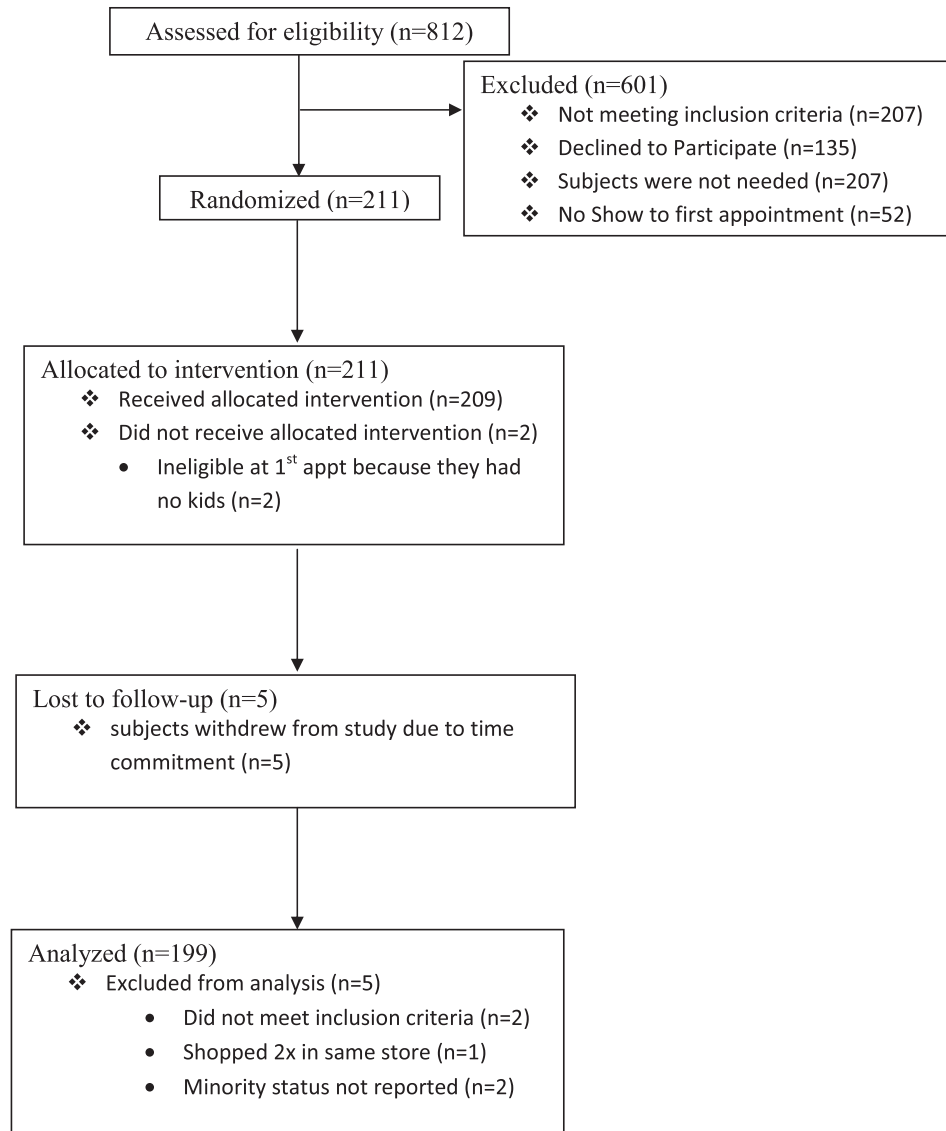 Assessed for eligibility (n=812)
Excluded (n=601)
❖ Not meeting inclusion criteria (n=207)
❖ Declined to Participate (n=135)
❖ Subjects were not needed (n=207)
❖ No Show to first appointment (n=52)
Randomized (n=211)
Allocated to intervention (n=211)
❖ Received allocated intervention (n=209)
❖ Did not receive allocated intervention (n=2)
• Ineligible at 1st appt because they had
no kids (n=2)
Lost to follow-up (n=5)
❖ subjects withdrew from study due to time
commitment (n=5)
Analyzed (n=199)
❖ Excluded from analysis (n=5)
• Did not meet inclusion criteria (n=2)
• Shopped 2x in same store (n=1)
• Minority status not reported (n=2)